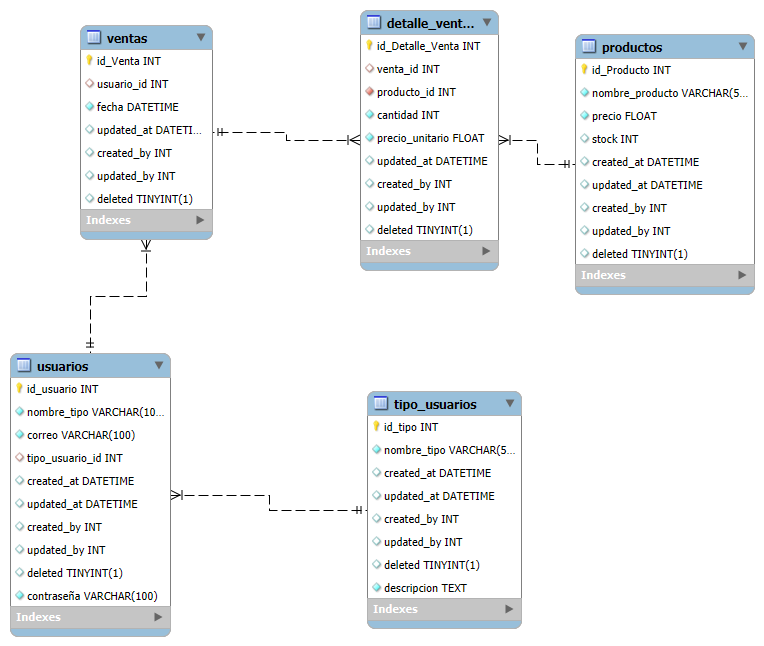 ventas
id_Venta INT
usuario_id INT
fecha DATETIME
updated_at DATETI...
created_by INT
updated_by INT
deleted TINYINT(1)
Indexes
detalle_vent...
id_Detalle_Venta INT
venta_id INT
producto_id INT
cantidad INT
precio_unitario FLOAT
updated_at DATETIME
created_by INT
updated_by INT
deleted TINYINT(1)
Indexes
productos
id_Producto INT
nombre_producto VARCHAR(5...
precio FLOAT
stock INT
created_at DATETIME
updated_at DATETIME
created_by INT
updated_by INT
deleted TINYINT(1)
Indexes
usuarios
id_usuario INT
nombre_tipo VARCHAR(10...
correo VARCHAR(100)
tipo_usuario_id INT
created_at DATETIME
updated_at DATETIME
created_by INT
updated_by INT
deleted TINYINT(1)
contraseña VARCHAR(100)
Indexes
tipo_usuarios
id_tipo INT
nombre_tipo VARCHAR(5...
created_at DATETIME
updated_at DATETIME
created_by INT
updated_by INT
deleted TINYINT(1)
descripcion TEXT
Indexes